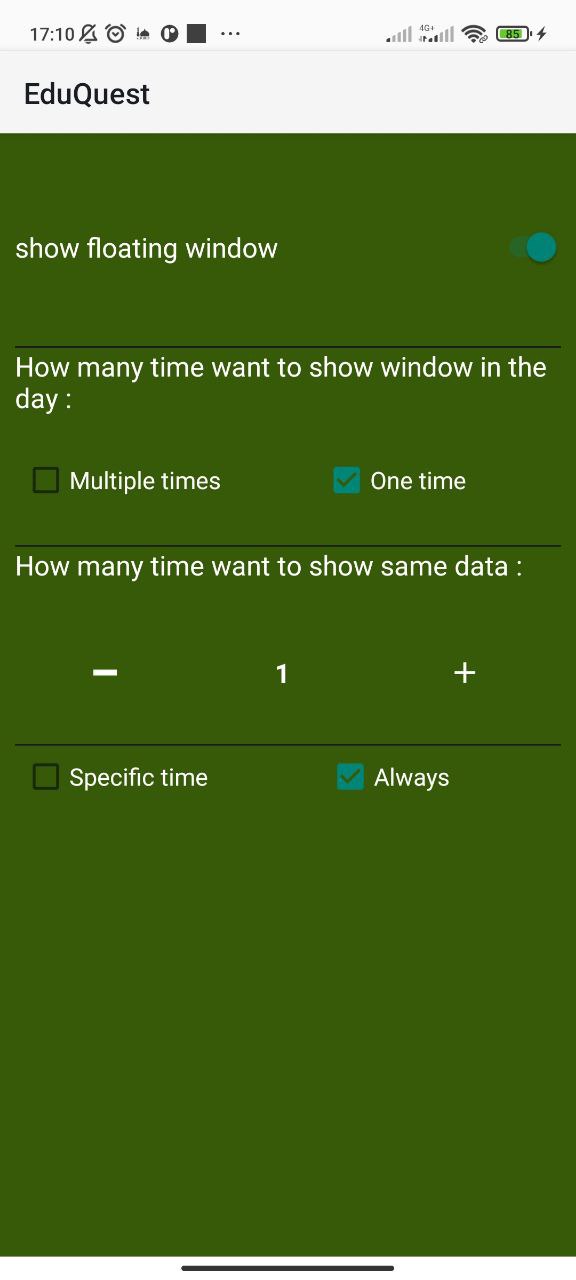 17:10
4G+
85
EduQuest
show floating window
How many time want to show window in the
day :
Multiple times
One time
How many time want to show same data :
1
Specific time
Always